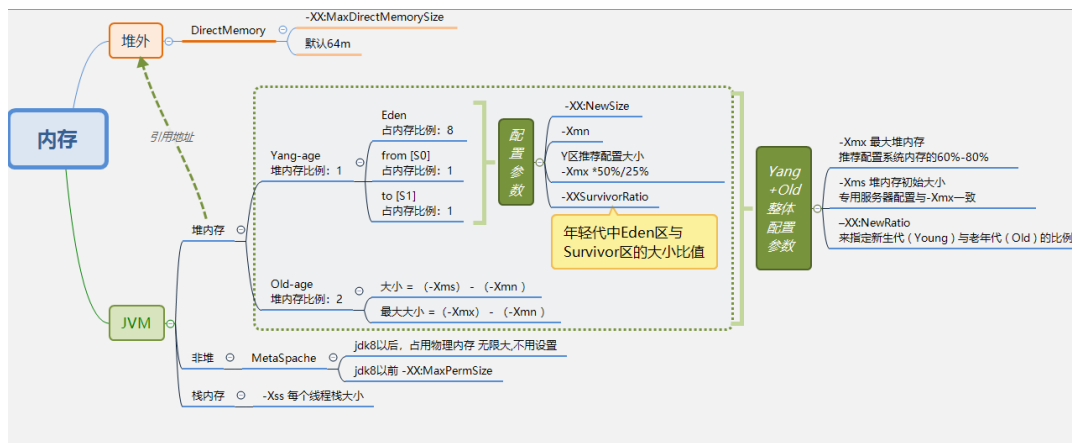 内存
堆外
DirectMemory
-XX:MaxDirectMemorySize
默认64m
引用地址
JVM
堆内存
Yang-age
堆内存比例：1
Eden
占内存比例：8
from [S0]
占内存比例：1
to [S1]
占内存比例：1
配
置
参
数
-XX:NewSize
-Xmn
Y区推荐配置大小
-Xmx *50%/25%
-XXSurvivorRatio
年轻代中Eden区与
Survivor区的大小比值
Old-age
堆内存比例：2
大小 = （-Xms） - （-Xmn ）
最大大小 =（-Xmx） - （-Xmn ）
Yang
+Old
整体
配置
参数
-Xmx 最大堆内存
推荐配置系统内存的60%-80%
-Xms 堆内存初始大小
专用服务器配置与-Xmx一致
–XX:NewRatio
来指定新生代（Young）与老年代（Old）的比例
非堆
MetaSpache
jdk8以后，占用物理内存 无限大,不用设置
jdk8以前 -XX:MaxPermSize
栈内存
-Xss 每个线程栈大小